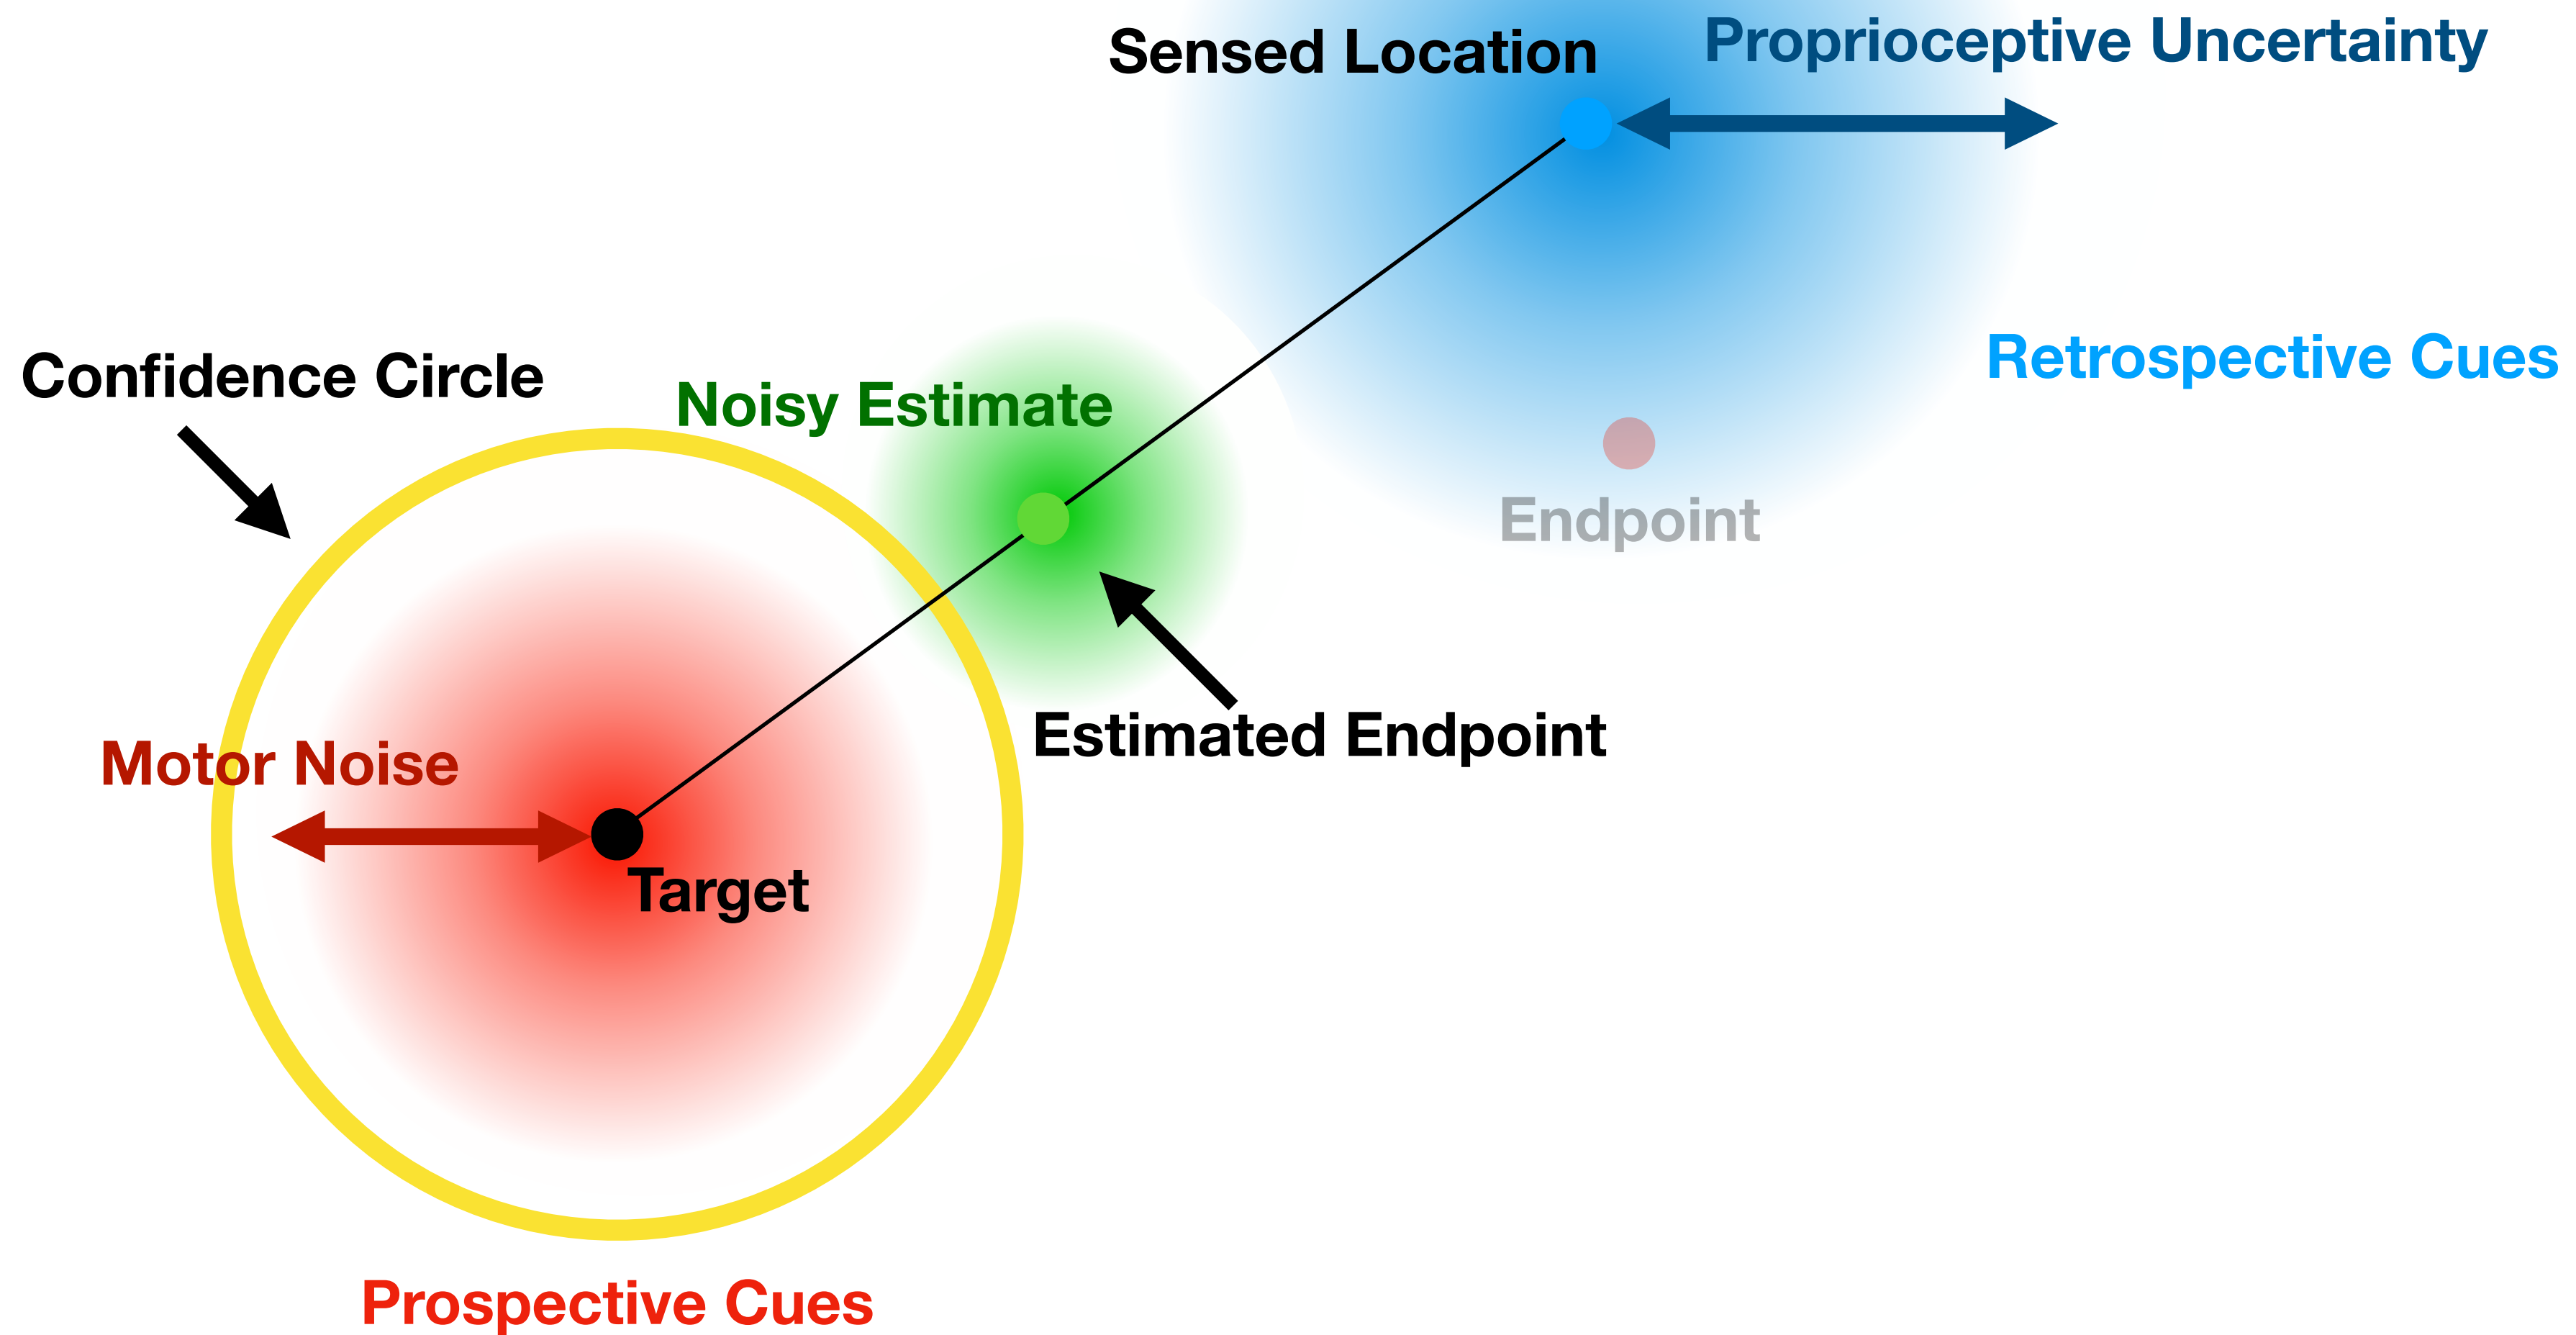 Sensed Location
Proprioceptive Uncertainty
Confidence Circle
Noisy Estimate
Retrospective Cues
Endpoint
Estimated Endpoint
Motor Noise
Target
Prospective Cues